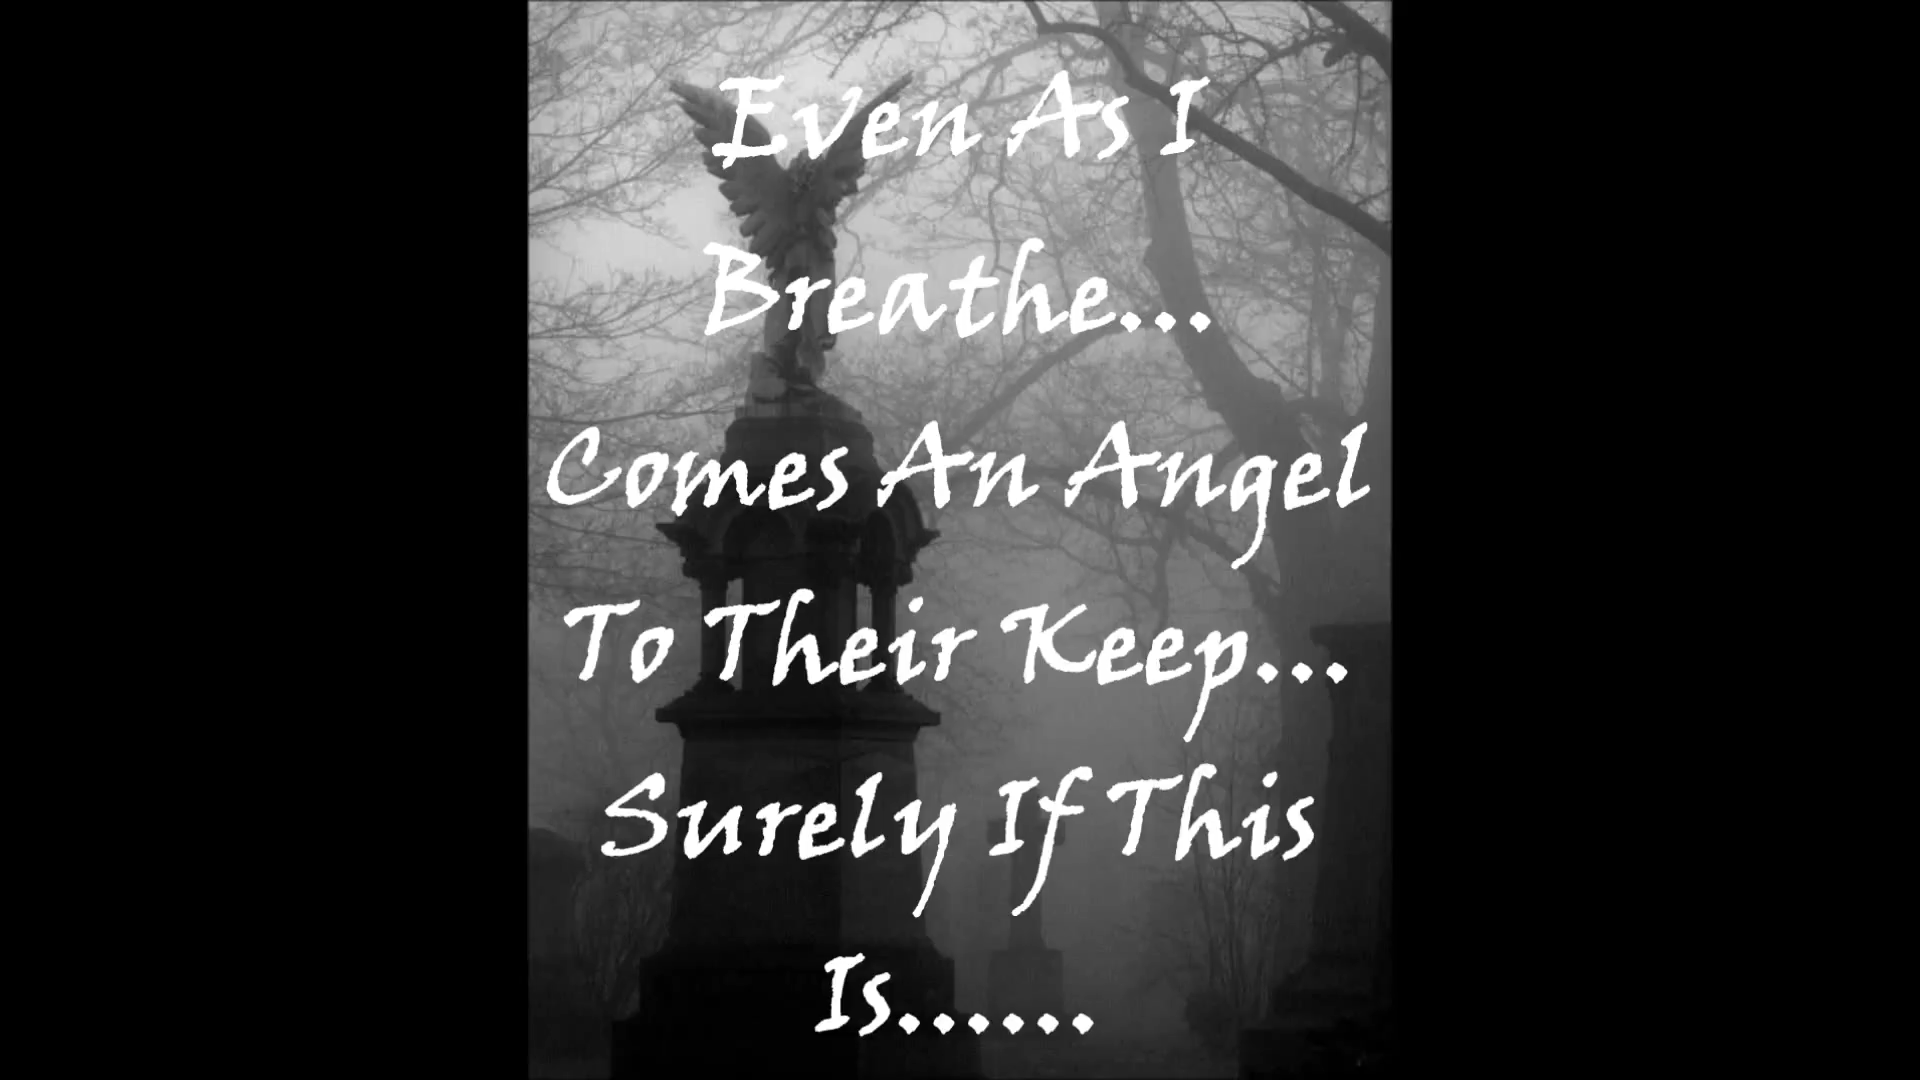 Even As I
Breathe...
Comes An Angel
To Their Keep...
Surely If This
Is......